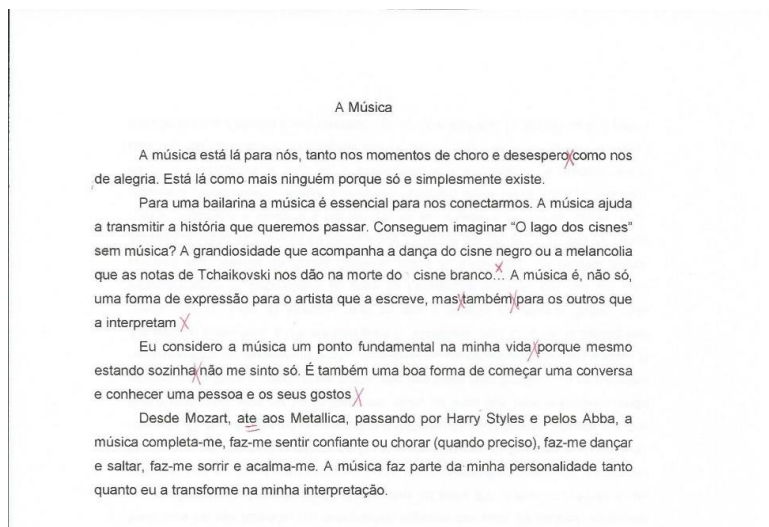 A Música
A música está lá para nós, tanto nos momentos de choro e desespero como nos
de alegria. Está lá como mais ninguém porque só e simplesmente existe.
Para uma bailarina a música é essencial para nos conectarmos. A música ajuda
a transmitir a história que queremos passar. Conseguem imaginar “O lago dos cisnes”
sem música? A grandiosidade que acompanha a dança do cisne negro ou a melancolia
que as notas de Tchaikovski nos dão na morte do cisne branco... A música é, não só,
uma forma de expressão para o artista que a escreve, mas também para os outros que
a interpretam
Eu considero a música um ponto fundamental na minha vida porque mesmo
estando sozinha não me sinto só. É também uma boa forma de começar uma conversa
e conhecer uma pessoa e os seus gostos
Desde Mozart, ate aos Metallica, passando por Harry Styles e pelos Abba, a
música completa-me, faz-me sentir confiante ou chorar (quando preciso), faz-me dançar
e saltar, faz-me sorrir e acalma-me. A música faz parte da minha personalidade tanto
quanto eu a transforme na minha interpretação.